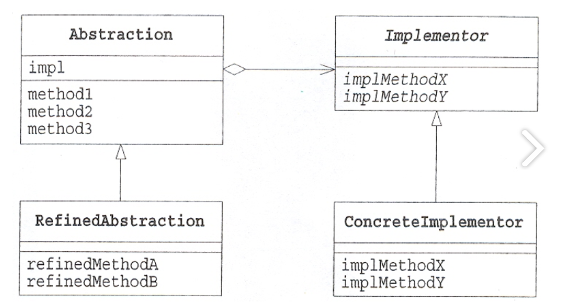 Abstraction
impl
method1
method2
method3
Implementor
implMethodX
implMethodY
RefinedAbstraction
refinedMethodA
refinedMethodB
ConcreteImplementor
implMethodX
implMethodY